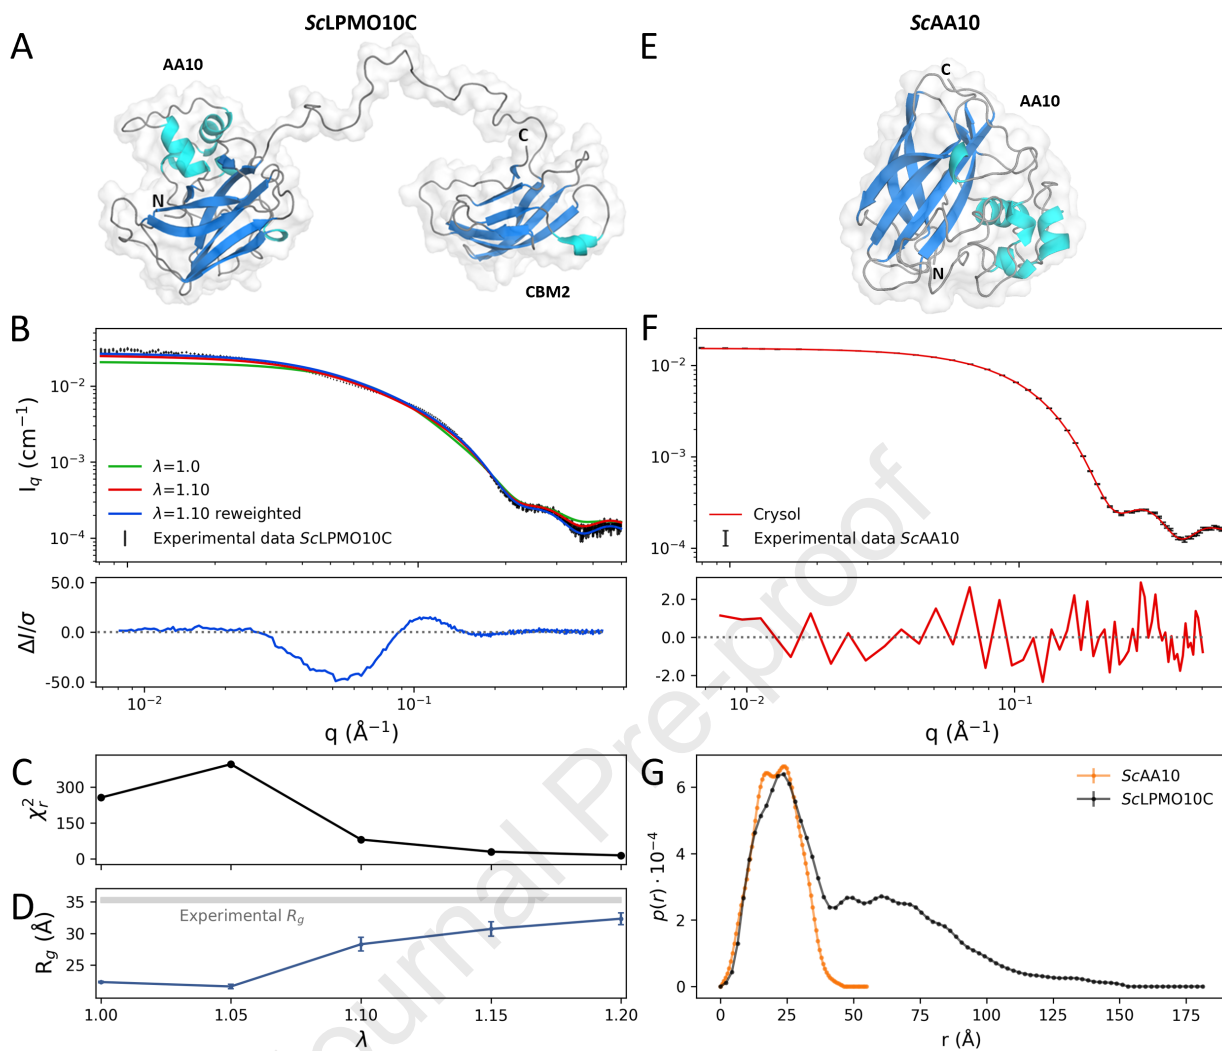 ScLPMO10C
A
AA10
N
C
CBM2
ScAA10
E
C
AA10
N
B
I_q (cm⁻¹)
10⁻²
10⁻³
10⁻⁴
λ=1.0
λ=1.10
λ=1.10 reweighted
Experimental data ScLPMO10C
ΔI/σ
50.0
0.0
-50.0
10⁻² 10⁻¹
q (Å⁻¹)
F
10⁻²
10⁻³
10⁻⁴
Crysol
Experimental data ScAA10
2.0
0.0
-2.0
10⁻² 10⁻¹
q (Å⁻¹)
C
χ²_r
300
150
0
D
R_g (Å)
35
30
25
Experimental R_g
1.00 1.05 1.10 1.15 1.20
λ
G
p(r) · 10⁻⁴
6
4
2
0
ScAA10
ScLPMO10C
0 25 50 75 100 125 150 175
r (Å)
Journal Pre-proof